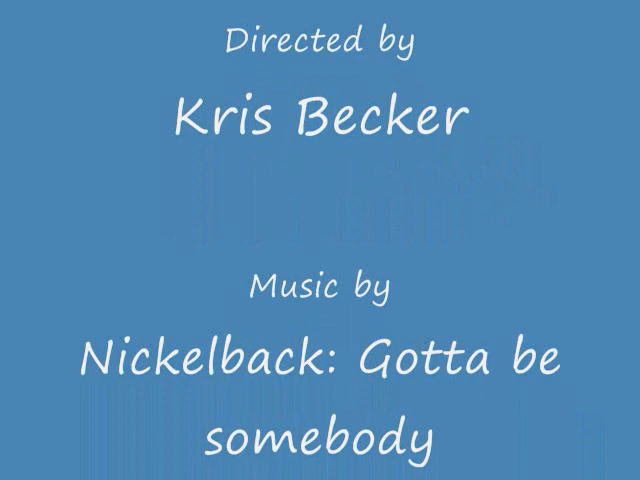 Directed by
Kris Becker
Music by
Nickelback: Gotta be
somebody